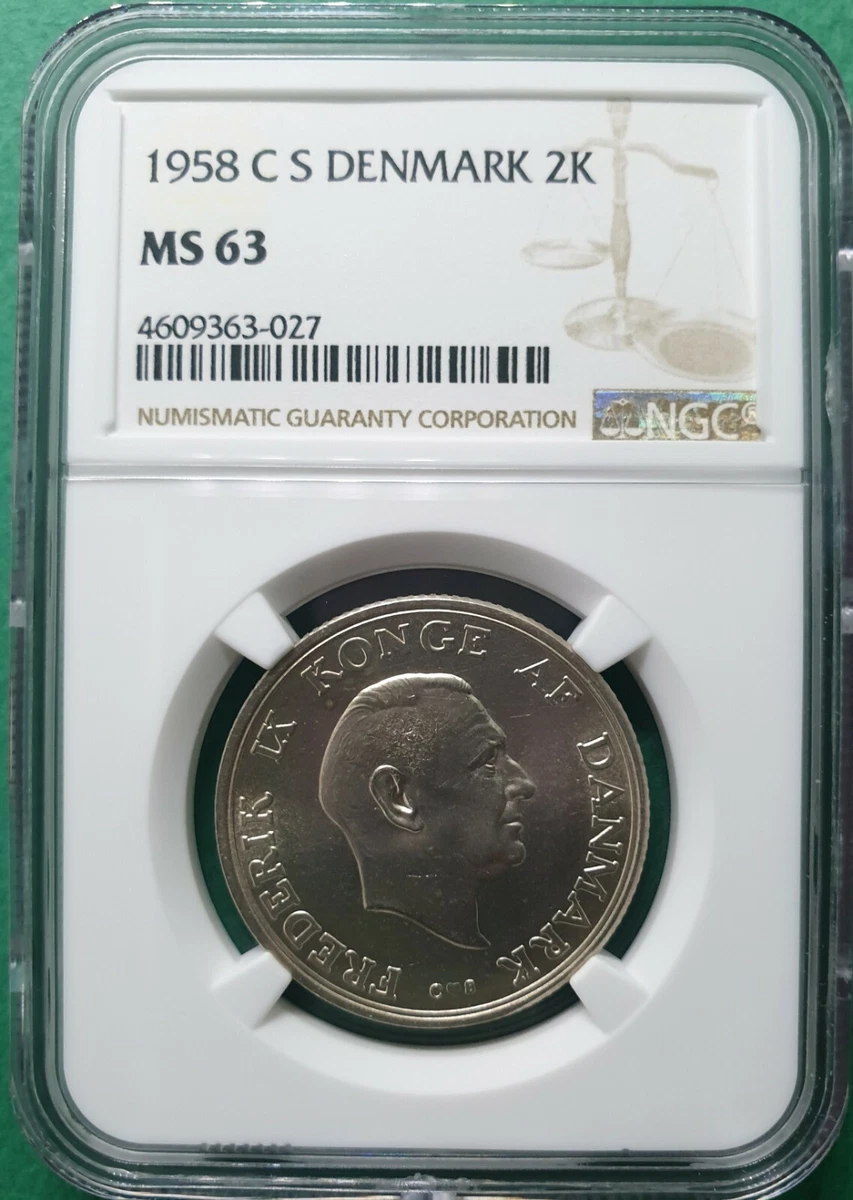 1958 C S DENMARK 2K
MS 63
4609363-027
NUMISMATIC GUARANTY CORPORATION
NGC®
FREDERIK IX KONGE AF DANMARK